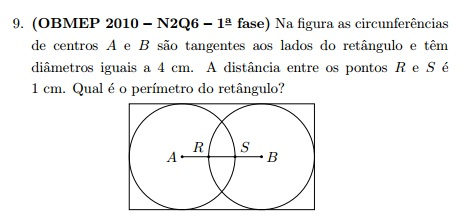 9. (OBMEP 2010 – N2Q6 – 1ª fase) Na figura as circunferências
de centros A e B são tangentes aos lados do retângulo e têm
diâmetros iguais a 4 cm. A distância entre os pontos R e S é
1 cm. Qual é o perímetro do retângulo?
A R S B